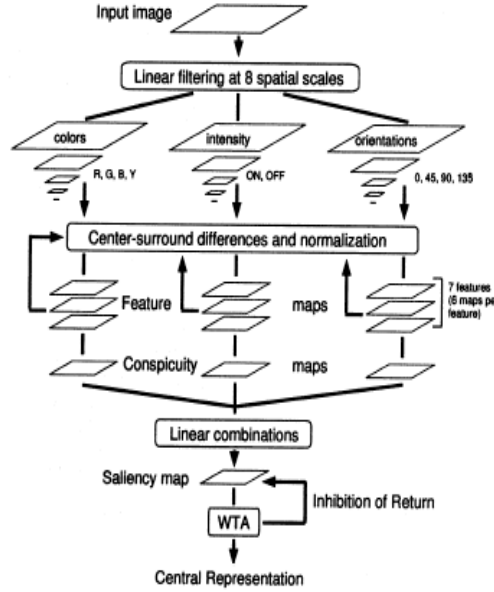 Input image
Linear filtering at 8 spatial scales
colors
intensity
orientations
R, G, B, Y
ON, OFF
0, 45, 90, 135
Center-surround differences and normalization
Feature
maps
7 features
(6 maps pe
feature)
Conspicuity
maps
Linear combinations
Saliency map
Inhibition of Return
WTA
Central Representation